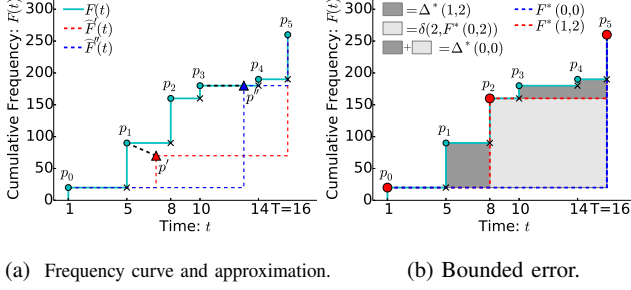 Cumulative Frequency: F(t)
300
250
200
150
100
50
0
F(t)
F̃′(t)
F̃″(t)
p₀
p₁
p₂
p₃
p₄
p₅
p′
p″
1 5 8 10 14 T=16
Time: t
(a) Frequency curve and approximation.
Cumulative Frequency: F(t)
300
250
200
150
100
50
0
=Δ*(1,2)
=δ(2,F*(0,2))
+ =Δ*(0,0)
F*(0,0)
F*(1,2)
p₀
p₁
p₂
p₃
p₄
p₅
1 5 8 10 14 T=16
Time: t
(b) Bounded error.